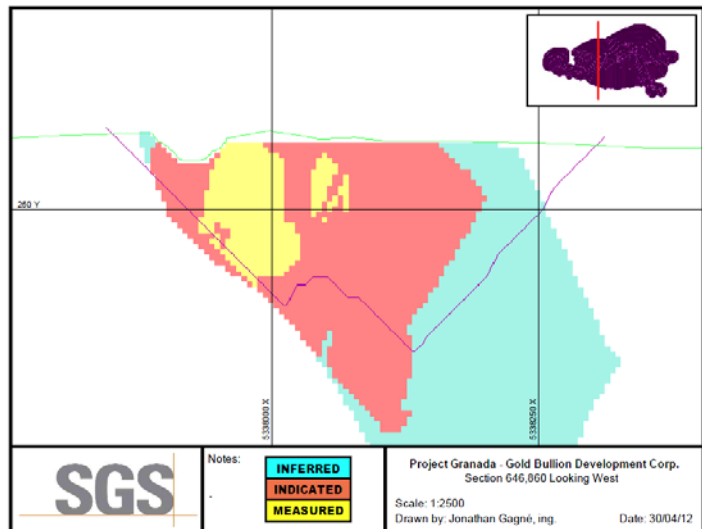 260 Y
5338000 X
5338250 X
SGS
Notes:
.
INFERRED
INDICATED
MEASURED
Project Granada - Gold Bullion Development Corp.
Section 646,860 Looking West
Scale: 1:2500
Drawn by: Jonathan Gagné, ing.
Date: 30/04/12